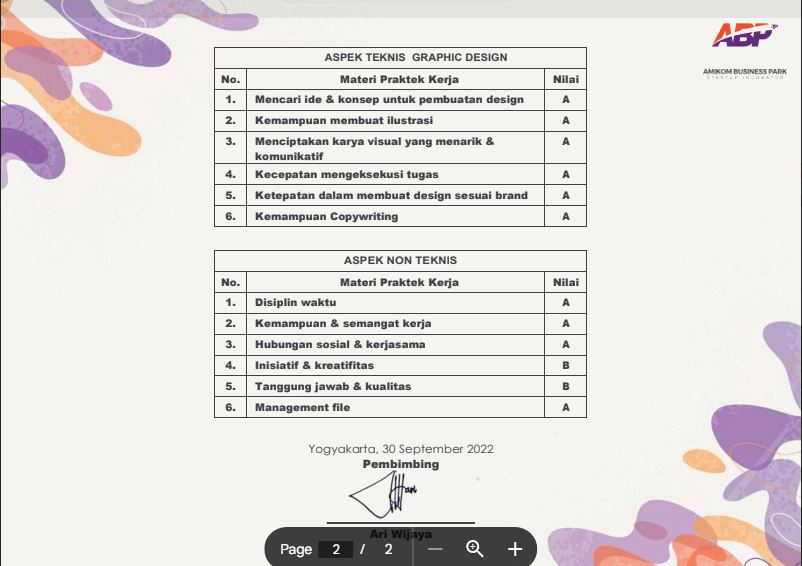 ABP
AMIKOM BUSINESS PARK
STARTUP INCUBATOR
ASPEK TEKNIS GRAPHIC DESIGN
No. Materi Praktek Kerja Nilai
1. Mencari ide & konsep untuk pembuatan design A
2. Kemampuan membuat ilustrasi A
3. Menciptakan karya visual yang menarik & A
komunikatif
4. Kecepatan mengeksekusi tugas A
5. Ketepatan dalam membuat design sesuai brand A
6. Kemampuan Copywriting A
ASPEK NON TEKNIS
No. Materi Praktek Kerja Nilai
1. Disiplin waktu A
2. Kemampuan & semangat kerja A
3. Hubungan sosial & kerjasama A
4. Inisiatif & kreatifitas B
5. Tanggung jawab & kualitas B
6. Management file A
Yogyakarta, 30 September 2022
Pembimbing
Ari Wijaya
Page 2 / 2